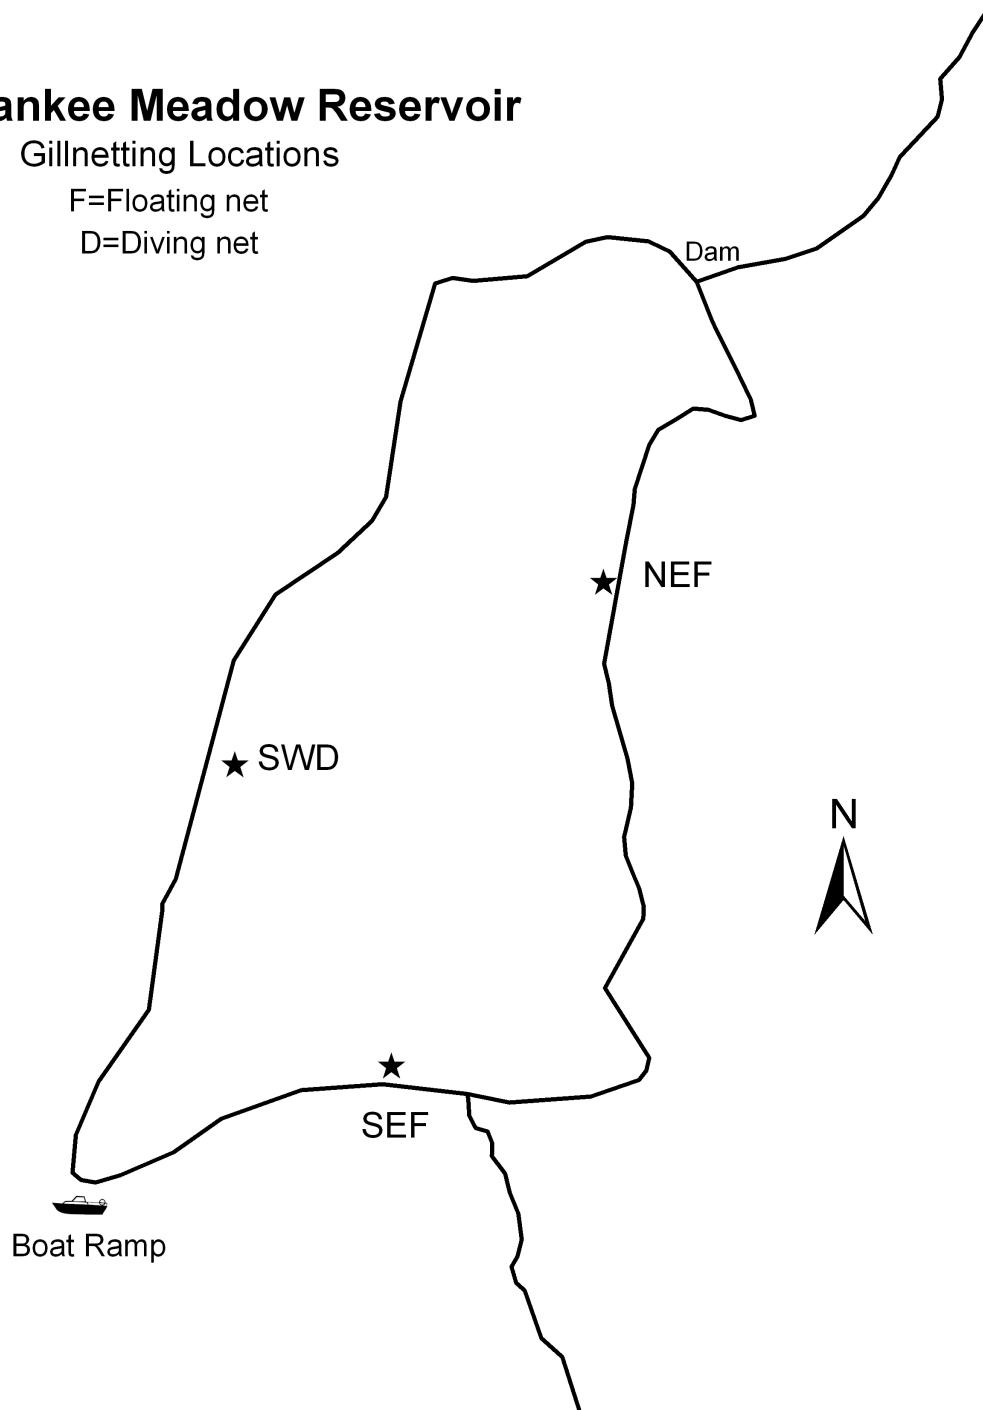 ankee Meadow Reservoir
Gillnetting Locations
F=Floating net
D=Diving net
Dam
NEF
SWD
N
SEF
Boat Ramp